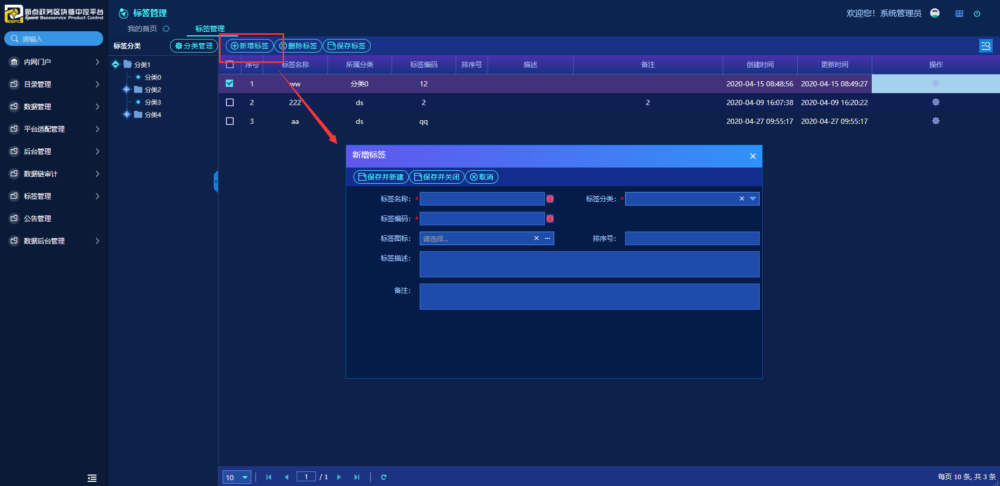 新点政务区块链中控平台
Epoint Baseservice Product Control
EBPC
标签管理
欢迎您！系统管理员
我的首页
标签管理
请输入
内网门户
目录管理
数据管理
平台适配管理
后台管理
数据链审计
标签管理
公告管理
数据后台管理
标签分类
分类管理
分类1
分类0
分类2
分类3
分类4
新增标签
删除标签
保存标签
序号 标签名称 所属分类 标签编码 排序号 描述 备注 创建时间 更新时间 操作
1 ww 分类0 12 2020-04-15 08:48:56 2020-04-15 08:49:27
2 222 ds 2 2 2020-04-09 16:07:38 2020-04-09 16:20:22
3 aa ds qq 2020-04-27 09:55:17 2020-04-27 09:55:17
新增标签
保存并新建 保存并关闭 取消
标签名称：* 标签分类：*
标签编码：*
标签图标： 请选择... 排序号：
标签描述：
备注：
10 1 / 1 每页 10 条, 共 3 条